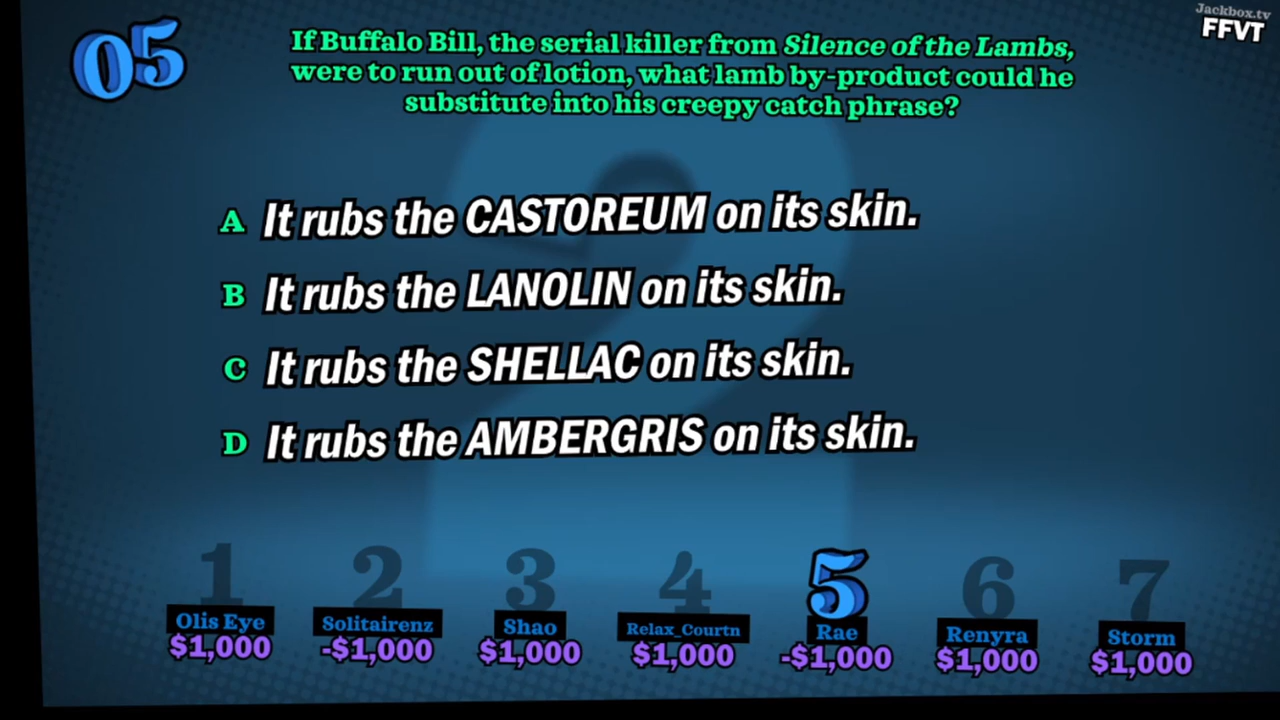 Jackbox.tv
FFVT
05
If Buffalo Bill, the serial killer from Silence of the Lambs,
were to run out of lotion, what lamb by-product could he
substitute into his creepy catch phrase?
A It rubs the CASTOREUM on its skin.
B It rubs the LANOLIN on its skin.
C It rubs the SHELLAC on its skin.
D It rubs the AMBERGRIS on its skin.
1 2 3 4 5 6 7
Olis Eye Solitairenz Shao Relax_Courtn Rae Renyra Storm
$1,000 -$1,000 $1,000 $1,000 -$1,000 $1,000 $1,000